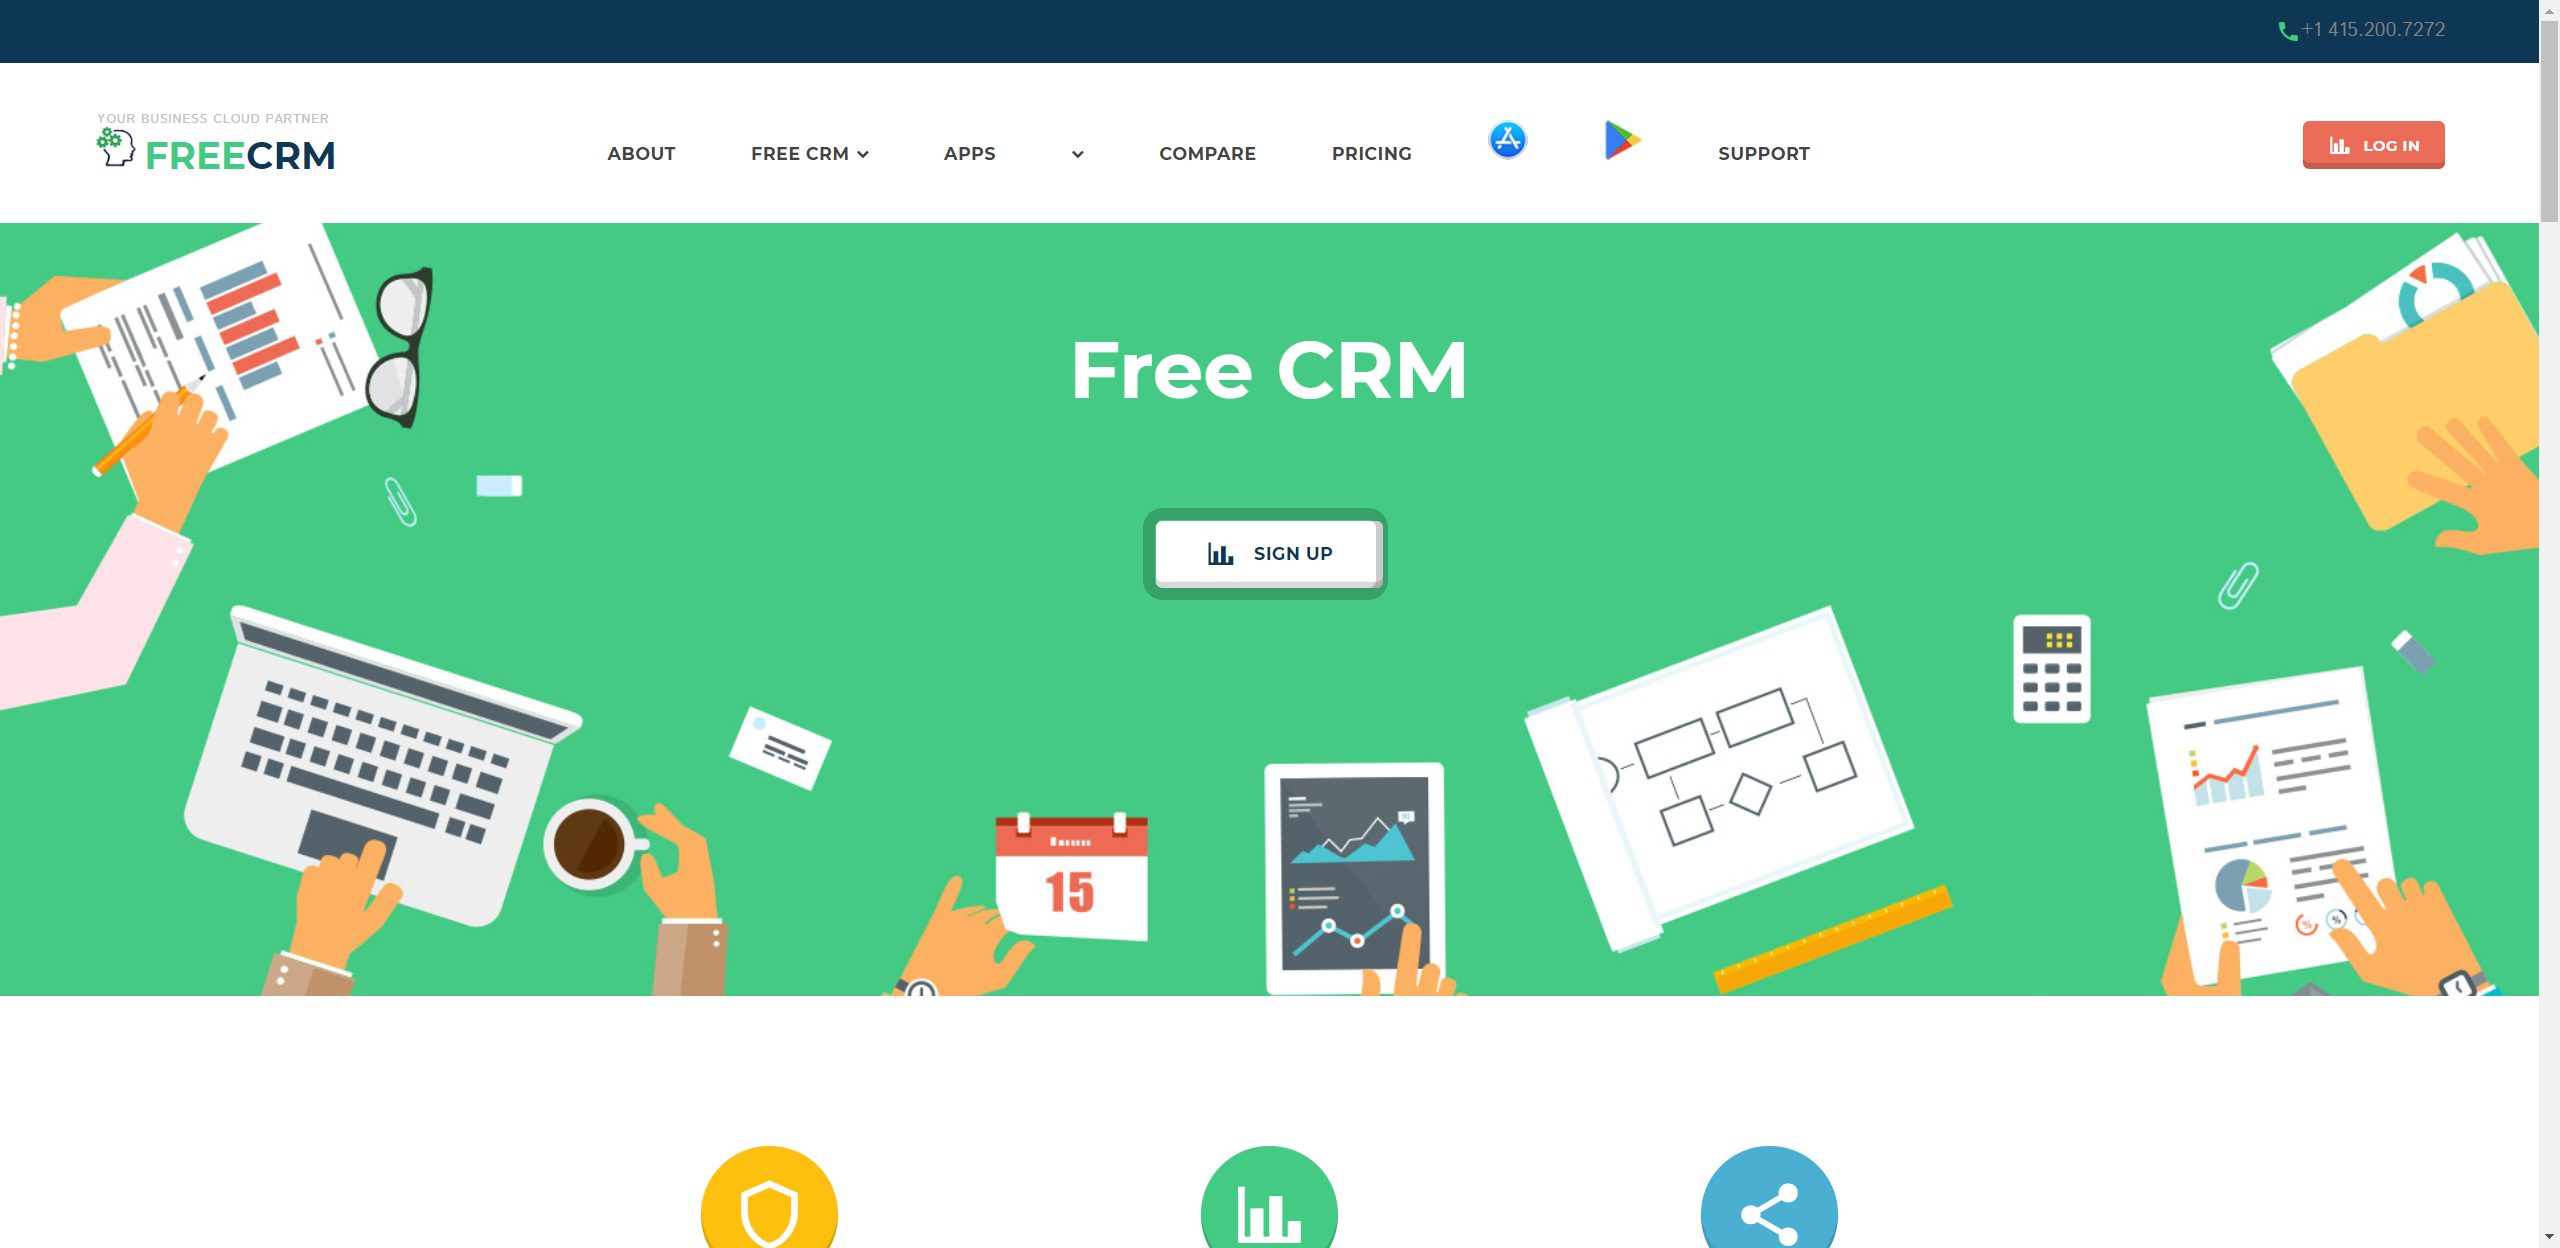 +1 415.200.7272
YOUR BUSINESS CLOUD PARTNER
FREECRM
ABOUT
FREE CRM
APPS
COMPARE
PRICING
SUPPORT
LOG IN
Free CRM
SIGN UP
90
15
%
%